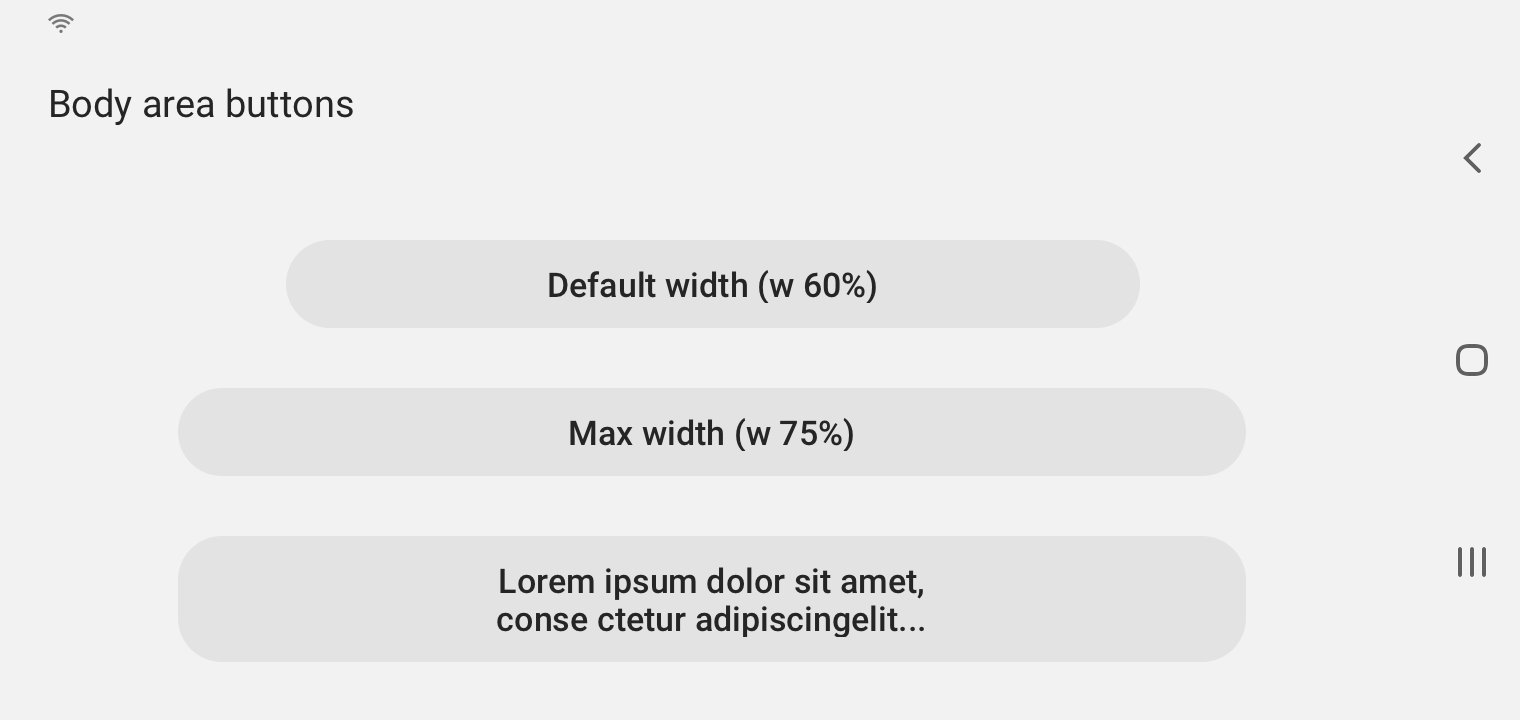 Body area buttons
Default width (w 60%)
Max width (w 75%)
Lorem ipsum dolor sit amet,
conse ctetur adipiscingelit...